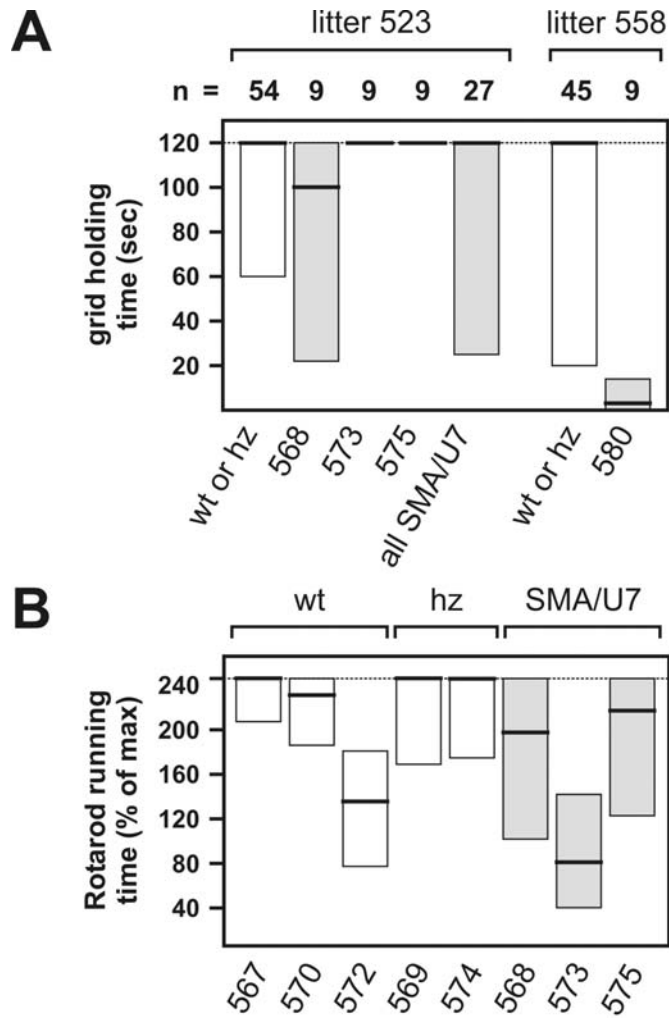 A
litter 523 litter 558
n = 54 9 9 9 27 45 9
grid holding
time (sec)
120
100
80
60
40
20
wt or hz 568 573 575 all SMA/U7 wt or hz 580
B
wt hz SMA/U7
Rotarod running
time (% of max)
240
200
160
120
80
40
567 570 572 569 574 568 573 575